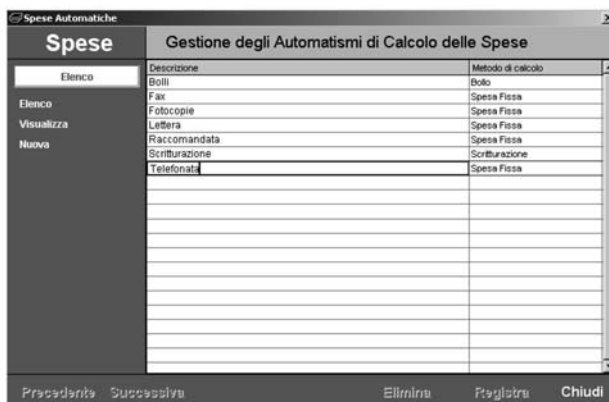 Spese Automatiche
Spese
Gestione degli Automatismi di Calcolo delle Spese
Elenco
Elenco
Visualizza
Nuova
Descrizione Metodo di calcolo
Bolli Bollo
Fax Spesa Fissa
Fotocopie Spesa Fissa
Lettera Spesa Fissa
Raccomandata Spesa Fissa
Scritturazione Scritturazione
Telefonata Spesa Fissa
Precedente Successiva Elimina Registra Chiudi